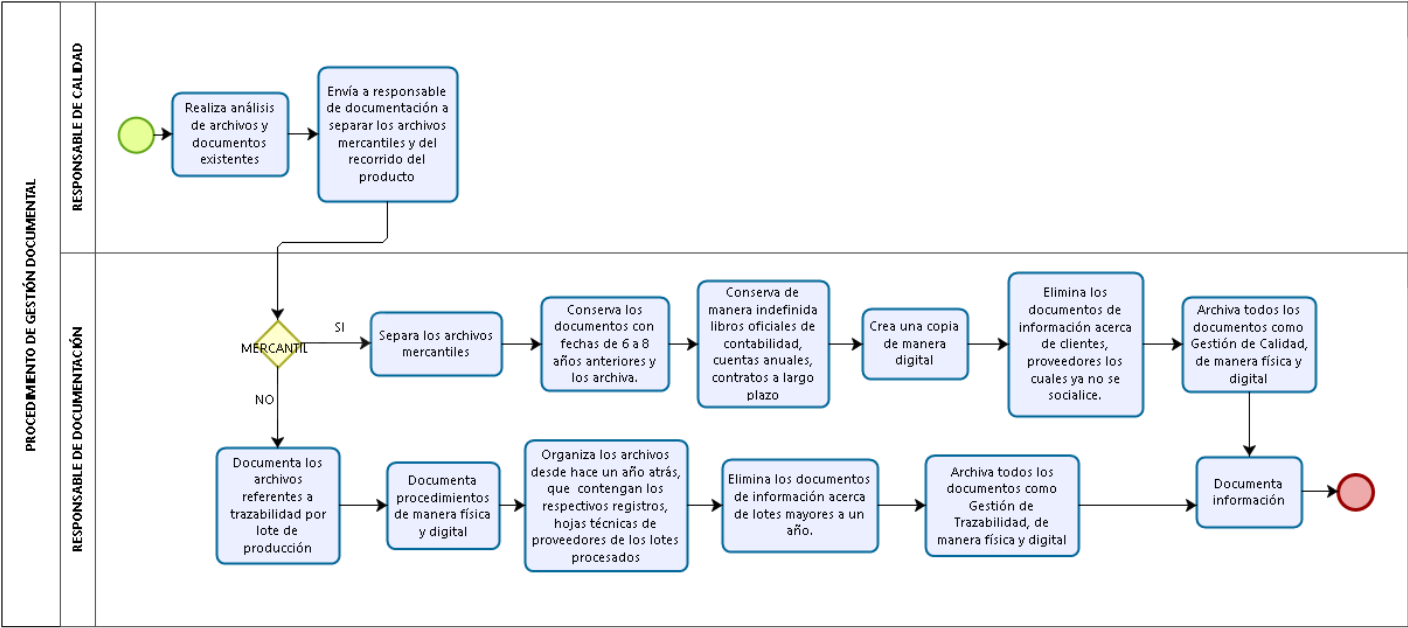 PROCEDIMIENTO DE GESTIÓN DOCUMENTAL
RESPONSABLE DE CALIDAD
Realiza análisis
de archivos y
documentos
existentes
Envía a responsable
de documentación a
separar los archivos
mercantiles y del
recorrido del
producto
RESPONSABLE DE DOCUMENTACIÓN
MERCANTIL
SI
Separa los archivos
mercantiles
Conserva los
documentos con
fechas de 6 a 8
años anteriores y
los archiva.
Conserva de
manera indefinida
libros oficiales de
contabilidad,
cuentas anuales,
contratos a largo
plazo
Crea una copia
de manera
digital
Elimina los
documentos de
información acerca
de clientes,
proveedores los
cuales ya no se
socialice.
Archiva todos los
documentos como
Gestión de Calidad,
de manera física y
digital
NO
Documenta los
archivos
referentes a
trazabilidad por
lote de
producción
Documenta
procedimientos
de manera física
y digital
Organiza los archivos
desde hace un año atrás,
que contengan los
respectivos registros,
hojas técnicas de
proveedores de los lotes
procesados
Elimina los documentos
de información acerca
de lotes mayores a un
año.
Archiva todos los
documentos como
Gestión de
Trazabilidad, de
manera física y digital
Documenta
información